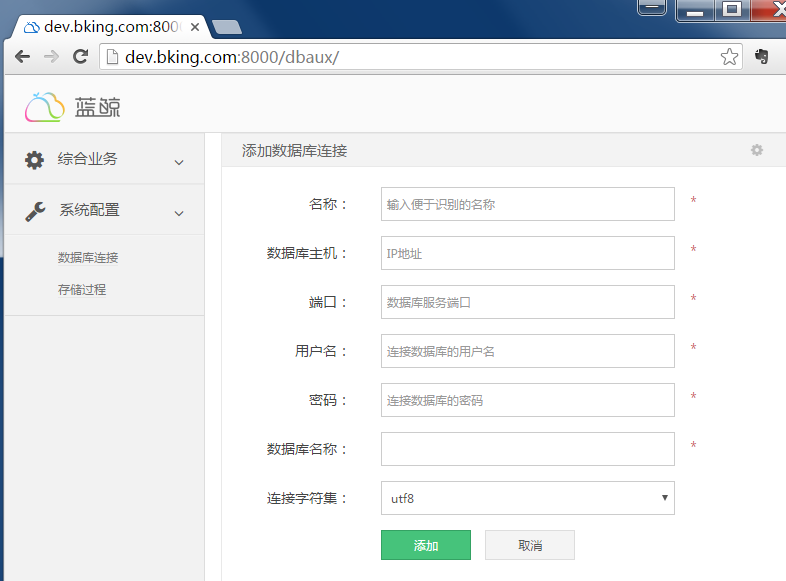 dev.bking.com:800
dev.bking.com:8000/dbaux/
蓝鲸
综合业务
系统配置
数据库连接
存储过程
添加数据库连接
名称： 输入便于识别的名称 *
数据库主机： IP地址 *
端口： 数据库服务端口 *
用户名： 连接数据库的用户名 *
密码： 连接数据库的密码 *
数据库名称： *
连接字符集： utf8
添加 取消